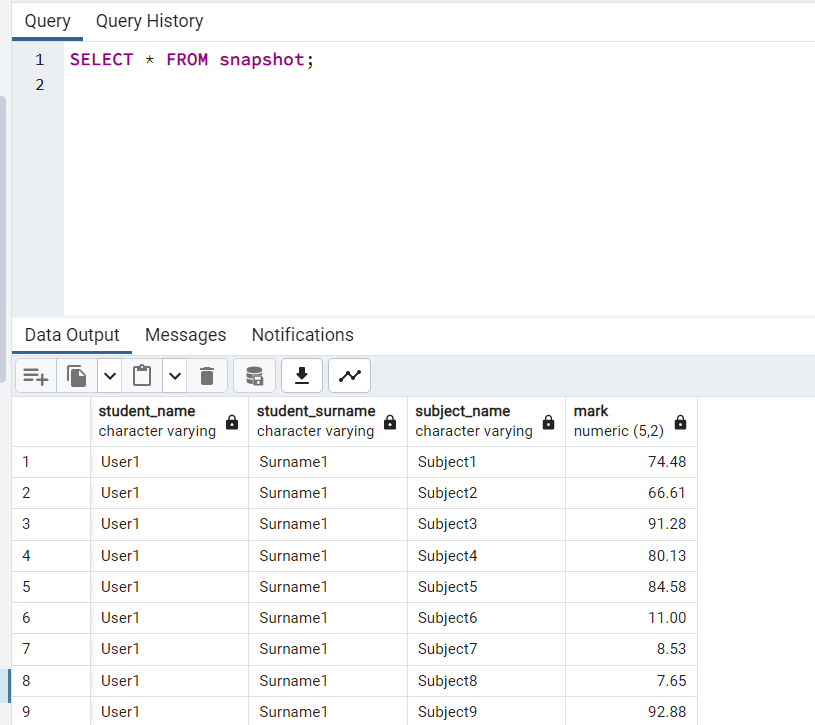 Query Query History
1 SELECT * FROM snapshot;
2
Data Output Messages Notifications
student_name student_surname subject_name mark
character varying character varying character varying numeric (5,2)
1 User1 Surname1 Subject1 74.48
2 User1 Surname1 Subject2 66.61
3 User1 Surname1 Subject3 91.28
4 User1 Surname1 Subject4 80.13
5 User1 Surname1 Subject5 84.58
6 User1 Surname1 Subject6 11.00
7 User1 Surname1 Subject7 8.53
8 User1 Surname1 Subject8 7.65
9 User1 Surname1 Subject9 92.88